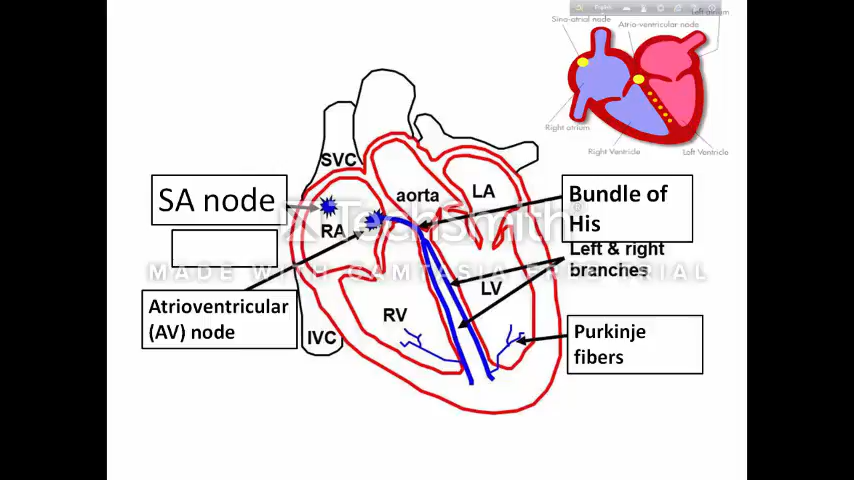 Sino-atrial node
Atrio-ventricular node
Left atrium
Right atrium
Right Ventricle
Left Ventricle
SVC
SA node
aorta
LA
Bundle of
His
RA
TechSmith
Left & right
branches
MADE WITH CAMTASIA FREE TRIAL
LV
Atrioventricular
(AV) node
RV
IVC
Purkinje
fibers